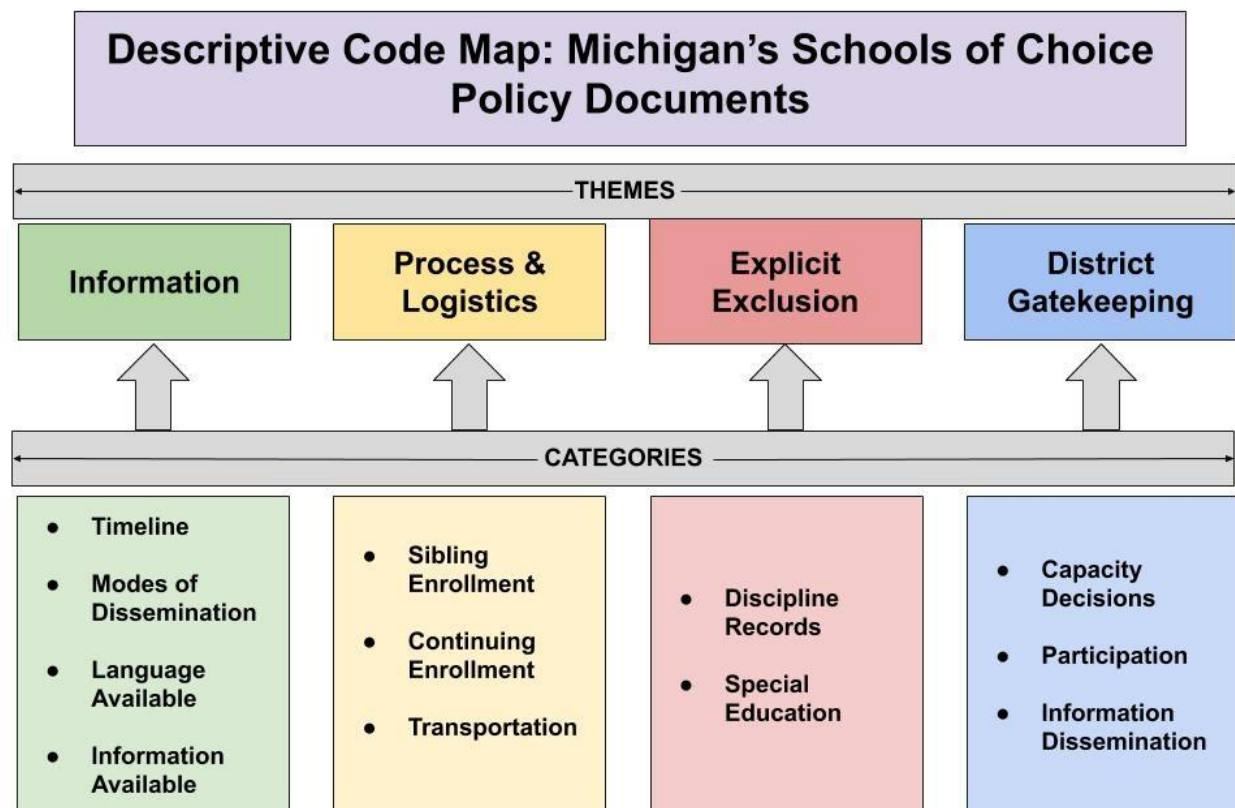 Descriptive Code Map: Michigan's Schools of Choice
Policy Documents
THEMES
Information
Process &
Logistics
Explicit
Exclusion
District
Gatekeeping
CATEGORIES
● Timeline
● Modes of
Dissemination
● Language
Available
● Information
Available
● Sibling
Enrollment
● Continuing
Enrollment
● Transportation
● Discipline
Records
● Special
Education
● Capacity
Decisions
● Participation
● Information
Dissemination